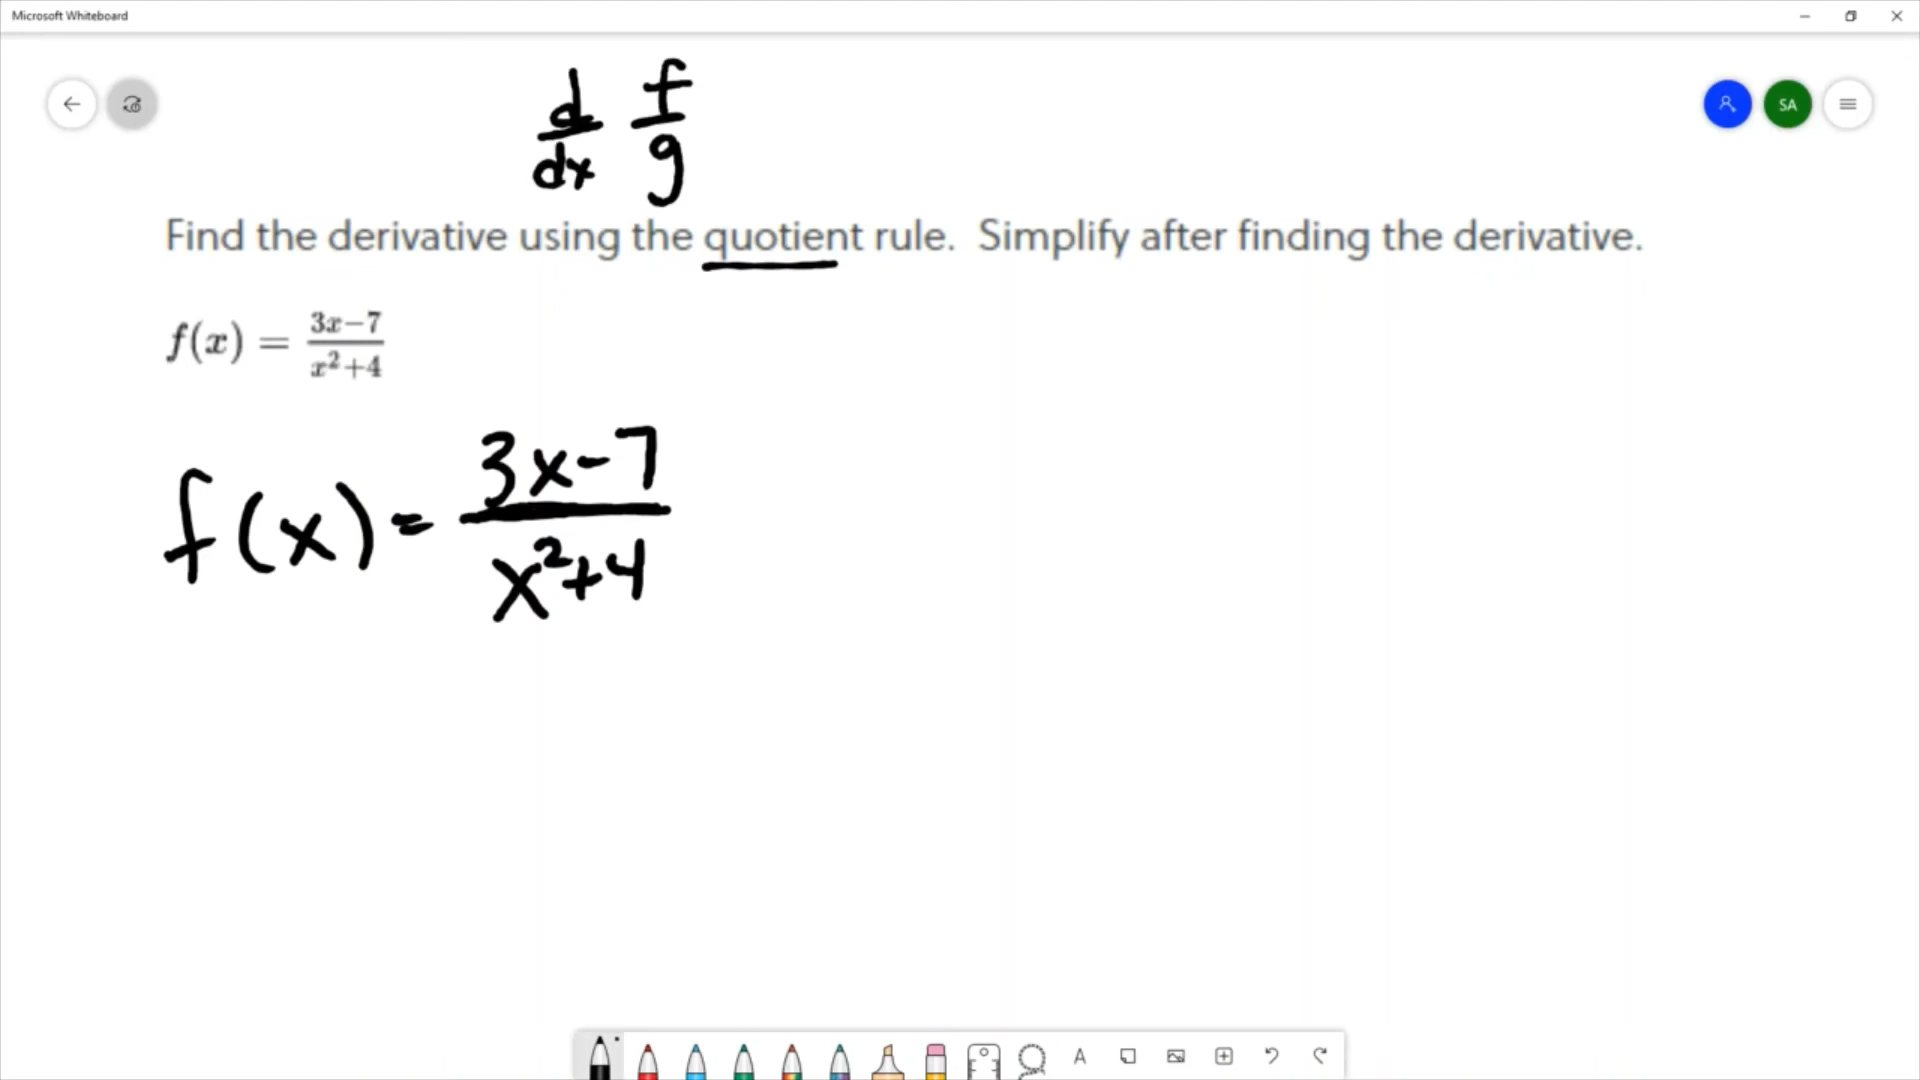 Microsoft Whiteboard
d/dx f/g
SA
Find the derivative using the quotient rule. Simplify after finding the derivative.
f(x) = 3x−7/x²+4
f(x) = 3x-7/x²+4
A